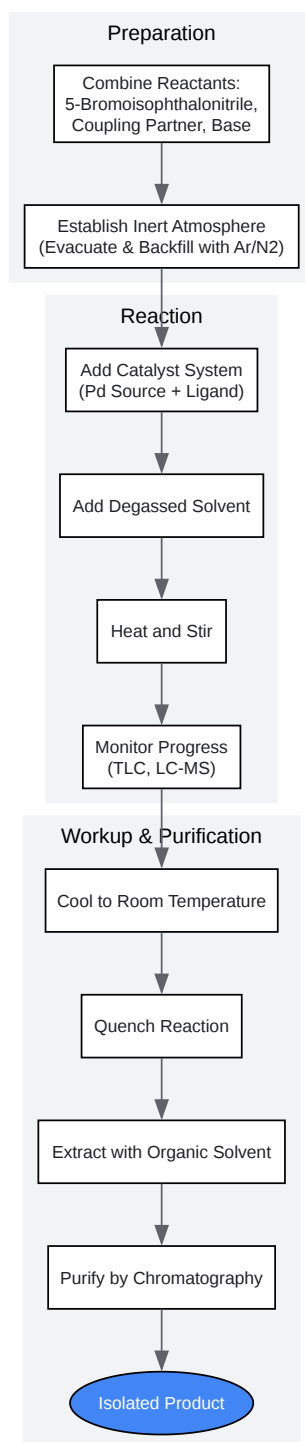 Preparation
Combine Reactants:
5-Bromoisophthalonitrile,
Coupling Partner, Base
Establish Inert Atmosphere
(Evacuate & Backfill with Ar/N2)
Reaction
Add Catalyst System
(Pd Source + Ligand)
Add Degassed Solvent
Heat and Stir
Monitor Progress
(TLC, LC-MS)
Workup & Purification
Cool to Room Temperature
Quench Reaction
Extract with Organic Solvent
Purify by Chromatography
Isolated Product